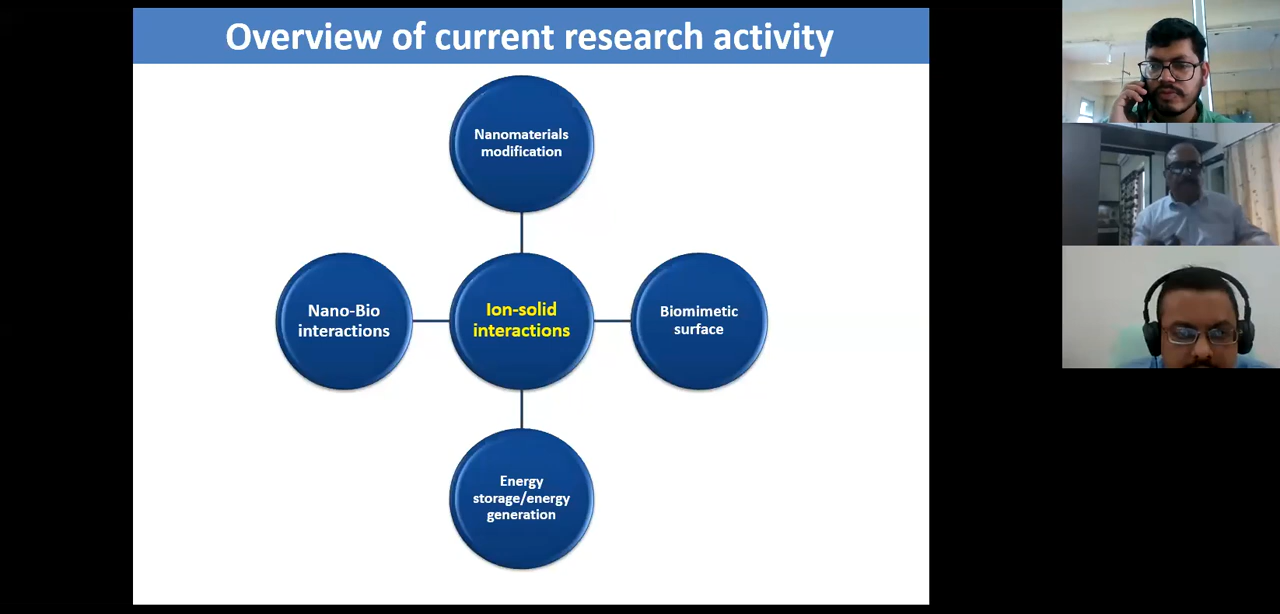 Overview of current research activity
Nanomaterials
modification
Nano-Bio
interactions
Ion-solid
interactions
Biomimetic
surface
Energy
storage/energy
generation